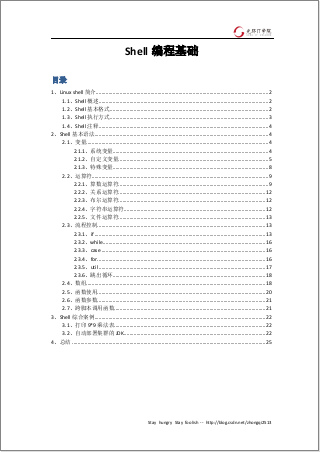 Shell 编程基础
目录
1、Linux shell 简介.....2
1.1、Shell 概述.....2
1.2、Shell 基本格式.....2
1.3、Shell 执行方式.....3
1.4、Shell 注释.....4
2、Shell 基本语法.....4
2.1、变量.....4
2.1.1、系统变量.....4
2.1.2、自定义变量.....5
2.1.3、特殊变量.....8
2.2、运算符.....9
2.2.1、算数运算符.....9
2.2.2、关系运算符.....12
2.2.3、布尔运算符.....12
2.2.4、字符串运算符.....12
2.2.5、文件运算符.....13
2.3、流程控制.....13
2.3.1、if.....13
2.3.2、while.....16
2.3.3、case.....16
2.3.4、for.....16
2.3.5、util.....17
2.3.6、跳出循环.....18
2.4、数组.....18
2.5、函数使用.....20
2.6、函数参数.....21
2.7、跨脚本调用函数.....21
3、Shell 综合案例.....22
3.1、打印 9*9 乘法表.....22
3.2、自动部署集群的 JDK.....22
4、总结.....25
Stay hungry Stay foolish -- http://blog.csdn.net/zhongqi2513